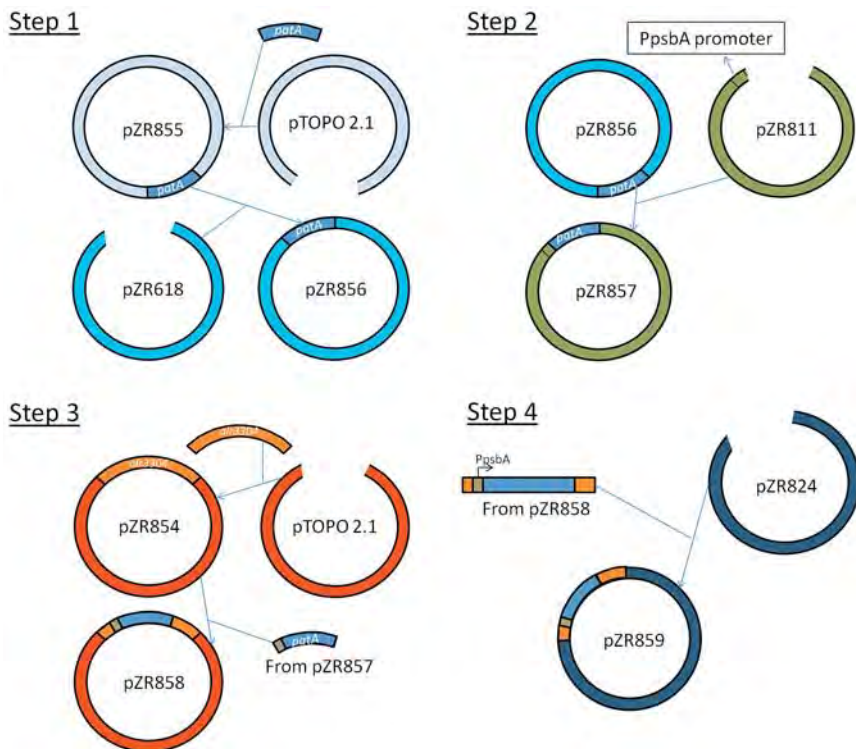 Step 1
patA
pZR855
pTOPO 2.1
patA
patA
pZR618
pZR856
Step 2
PpsbA promoter
pZR856
pZR811
patA
patA
pZR857
Step 3
pZR854
pTOPO 2.1
patA
pZR858
From pZR857
Step 4
PpsbA
From pZR858
pZR824
pZR859